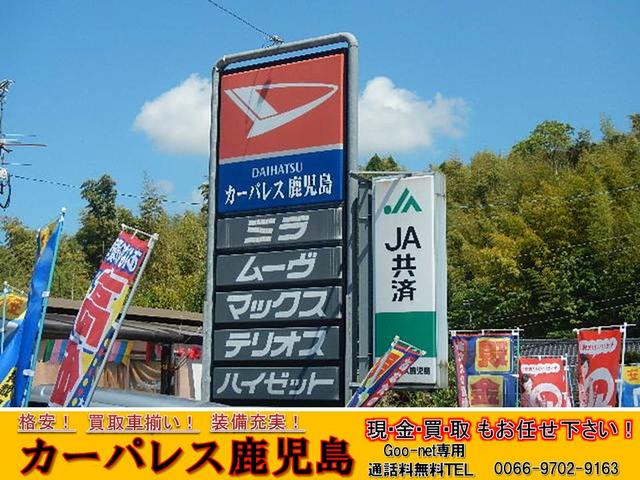 DAIHATSU
カーパレス鹿児島
ミラ
ムーヴ
マックス
テリオス
ハイゼット
JA
JA共済
現金
格安! 買取車揃い! 装備充実!
カーパレス鹿児島
現・金・買・取 もお任せ下さい!
Goo-net専用
通話料無料TEL 0066-9702-9163